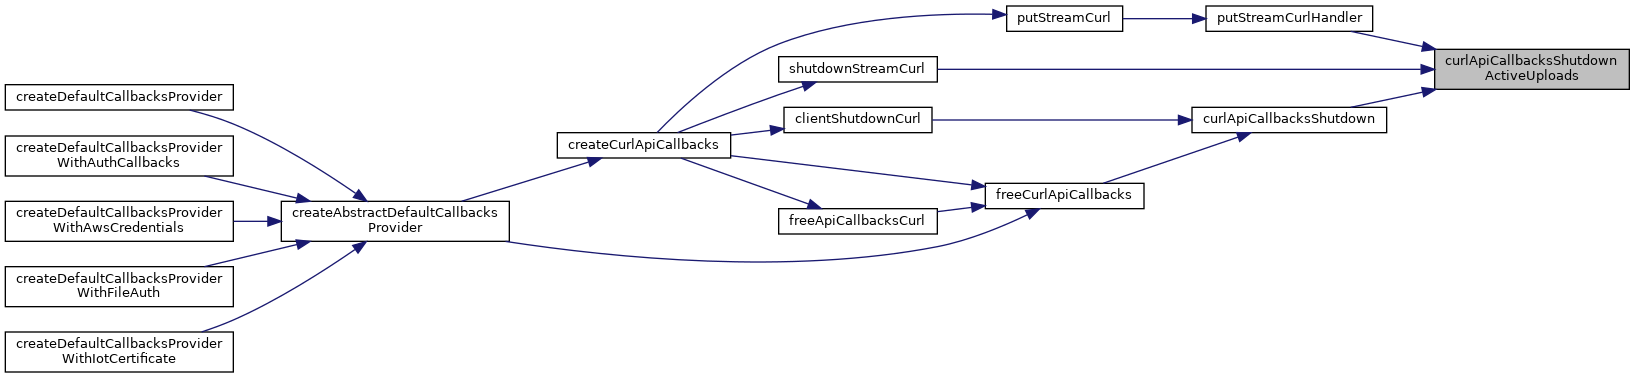 createDefaultCallbacksProvider
createDefaultCallbacksProvider
WithAuthCallbacks
createDefaultCallbacksProvider
WithAwsCredentials
createDefaultCallbacksProvider
WithFileAuth
createDefaultCallbacksProvider
WithIotCertificate
createAbstractDefaultCallbacks
Provider
createCurlApiCallbacks
shutdownStreamCurl
clientShutdownCurl
freeApiCallbacksCurl
putStreamCurl
freeCurlApiCallbacks
putStreamCurlHandler
curlApiCallbacksShutdown
curlApiCallbacksShutdown
ActiveUploads